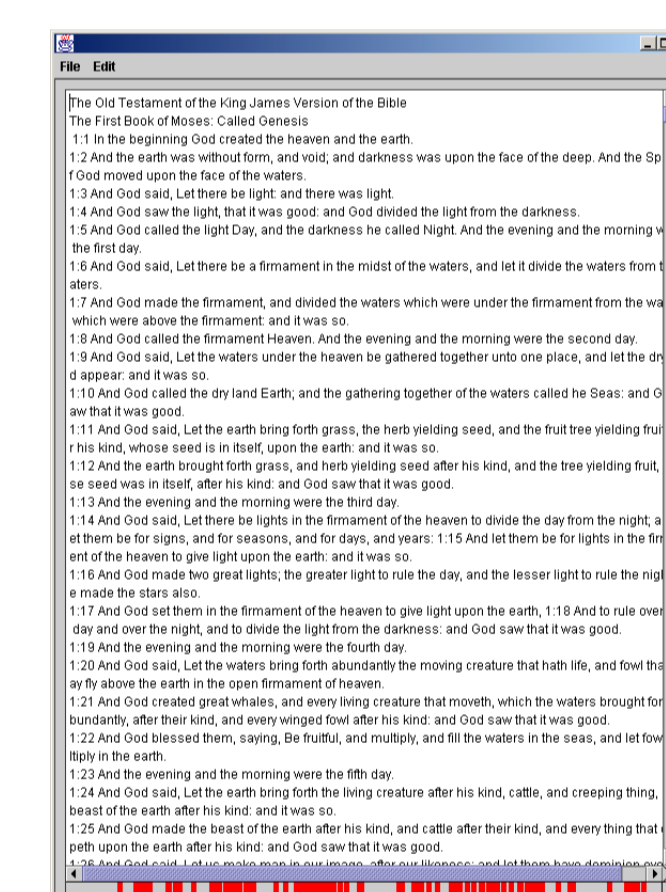 File Edit
The Old Testament of the King James Version of the Bible
The First Book of Moses: Called Genesis
1:1 In the beginning God created the heaven and the earth.
1:2 And the earth was without form, and void; and darkness was upon the face of the deep. And the Sp
f God moved upon the face of the waters.
1:3 And God said, Let there be light: and there was light.
1:4 And God saw the light, that it was good: and God divided the light from the darkness.
1:5 And God called the light Day, and the darkness he called Night. And the evening and the morning w
the first day.
1:6 And God said, Let there be a firmament in the midst of the waters, and let it divide the waters from t
aters.
1:7 And God made the firmament, and divided the waters which were under the firmament from the wa
which were above the firmament: and it was so.
1:8 And God called the firmament Heaven. And the evening and the morning were the second day.
1:9 And God said, Let the waters under the heaven be gathered together unto one place, and let the dry
d appear: and it was so.
1:10 And God called the dry land Earth; and the gathering together of the waters called he Seas: and G
aw that it was good.
1:11 And God said, Let the earth bring forth grass, the herb yielding seed, and the fruit tree yielding frui
r his kind, whose seed is in itself, upon the earth: and it was so.
1:12 And the earth brought forth grass, and herb yielding seed after his kind, and the tree yielding fruit,
se seed was in itself, after his kind: and God saw that it was good.
1:13 And the evening and the morning were the third day.
1:14 And God said, Let there be lights in the firmament of the heaven to divide the day from the night; a
et them be for signs, and for seasons, and for days, and years: 1:15 And let them be for lights in the firm
ent of the heaven to give light upon the earth: and it was so.
1:16 And God made two great lights; the greater light to rule the day, and the lesser light to rule the nigh
e made the stars also.
1:17 And God set them in the firmament of the heaven to give light upon the earth, 1:18 And to rule over
day and over the night, and to divide the light from the darkness: and God saw that it was good.
1:19 And the evening and the morning were the fourth day.
1:20 And God said, Let the waters bring forth abundantly the moving creature that hath life, and fowl tha
ay fly above the earth in the open firmament of heaven.
1:21 And God created great whales, and every living creature that moveth, which the waters brought for
bundantly, after their kind, and every winged fowl after his kind: and God saw that it was good.
1:22 And God blessed them, saying, Be fruitful, and multiply, and fill the waters in the seas, and let fow
ltiply in the earth.
1:23 And the evening and the morning were the fifth day.
1:24 And God said, Let the earth bring forth the living creature after his kind, cattle, and creeping thing,
beast of the earth after his kind: and it was so.
1:25 And God made the beast of the earth after his kind, and cattle after their kind, and every thing that
peth upon the earth after his kind: and God saw that it was good.
1:26 And God said, Let us make man in our image, after our likeness: and let them have dominion ove